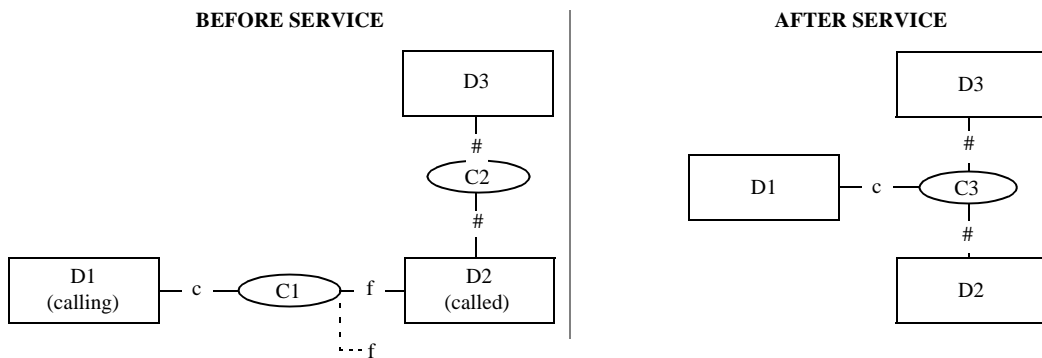 BEFORE SERVICE
D3
#
C2
#
D1
(calling)
c
C1
f
D2
(called)
f
AFTER SERVICE
D3
#
D1
c
C3
#
D2